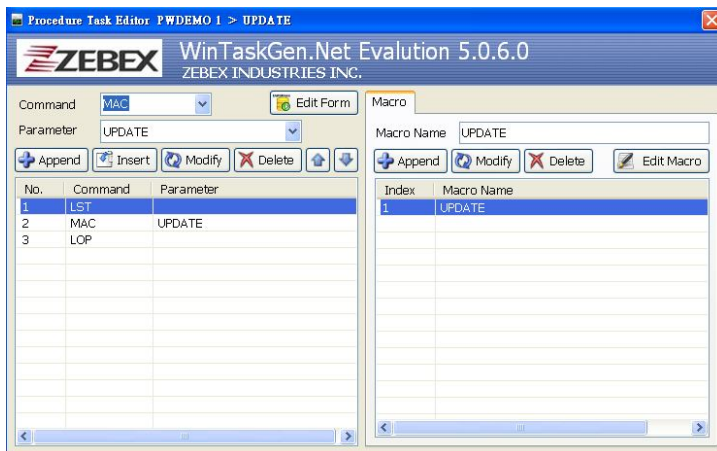 Procedure Task Editor PWDEMO 1 > UPDATE
ZEBEX
WinTaskGen.Net Evalution 5.0.6.0
ZEBEX INDUSTRIES INC.
Command MAC Edit Form
Parameter UPDATE
Append Insert Modify Delete
No. Command Parameter
1 LST
2 MAC UPDATE
3 LOP
Macro
Macro Name UPDATE
Append Modify Delete Edit Macro
Index Macro Name
1 UPDATE